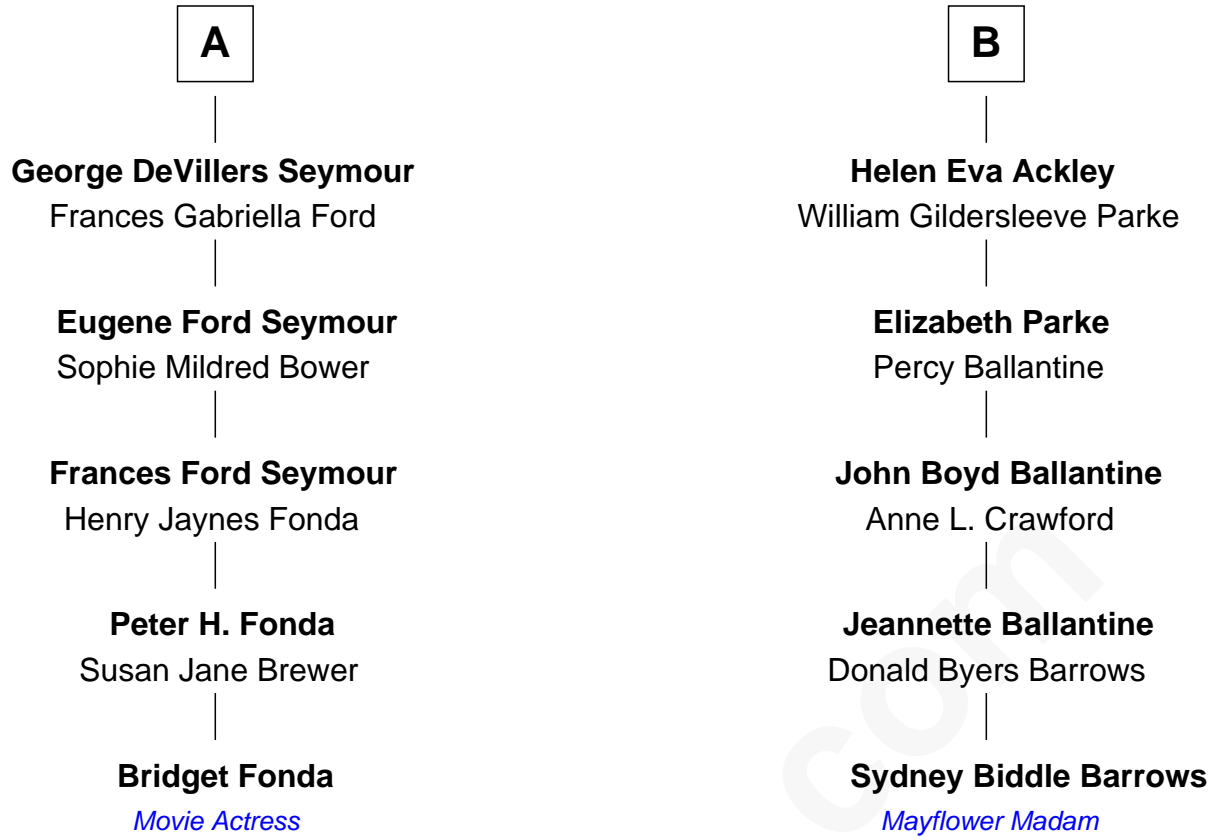 A
George DeVillers Seymour
Frances Gabriella Ford
Eugene Ford Seymour
Sophie Mildred Bower
Frances Ford Seymour
Henry Jaynes Fonda
Peter H. Fonda
Susan Jane Brewer
Bridget Fonda
Movie Actress
B
Helen Eva Ackley
William Gildersleeve Parke
Elizabeth Parke
Percy Ballantine
John Boyd Ballantine
Anne L. Crawford
Jeannette Ballantine
Donald Byers Barrows
Sydney Biddle Barrows
Mayflower Madam
com